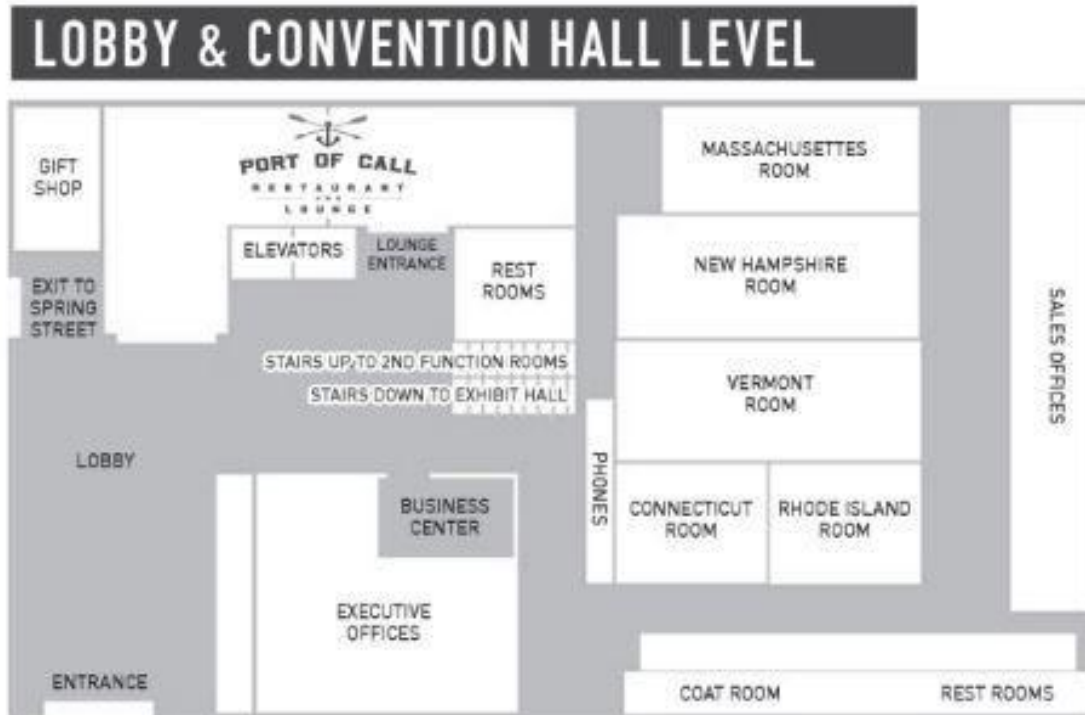 LOBBY & CONVENTION HALL LEVEL
GIFT
SHOP
PORT OF CALL
RESTAURANT
AND
LOUNGE
MASSACHUSETTES
ROOM
ELEVATORS
LOUNGE
ENTRANCE
REST
ROOMS
NEW HAMPSHIRE
ROOM
EXIT TO
SPRING
STREET
SALES OFFICES
STAIRS UP TO 2ND FUNCTION ROOMS
STAIRS DOWN TO EXHIBIT HALL
VERMONT
ROOM
LOBBY
PHONES
BUSINESS
CENTER
CONNECTICUT
ROOM
RHODE ISLAND
ROOM
EXECUTIVE
OFFICES
ENTRANCE
COAT ROOM
REST ROOMS